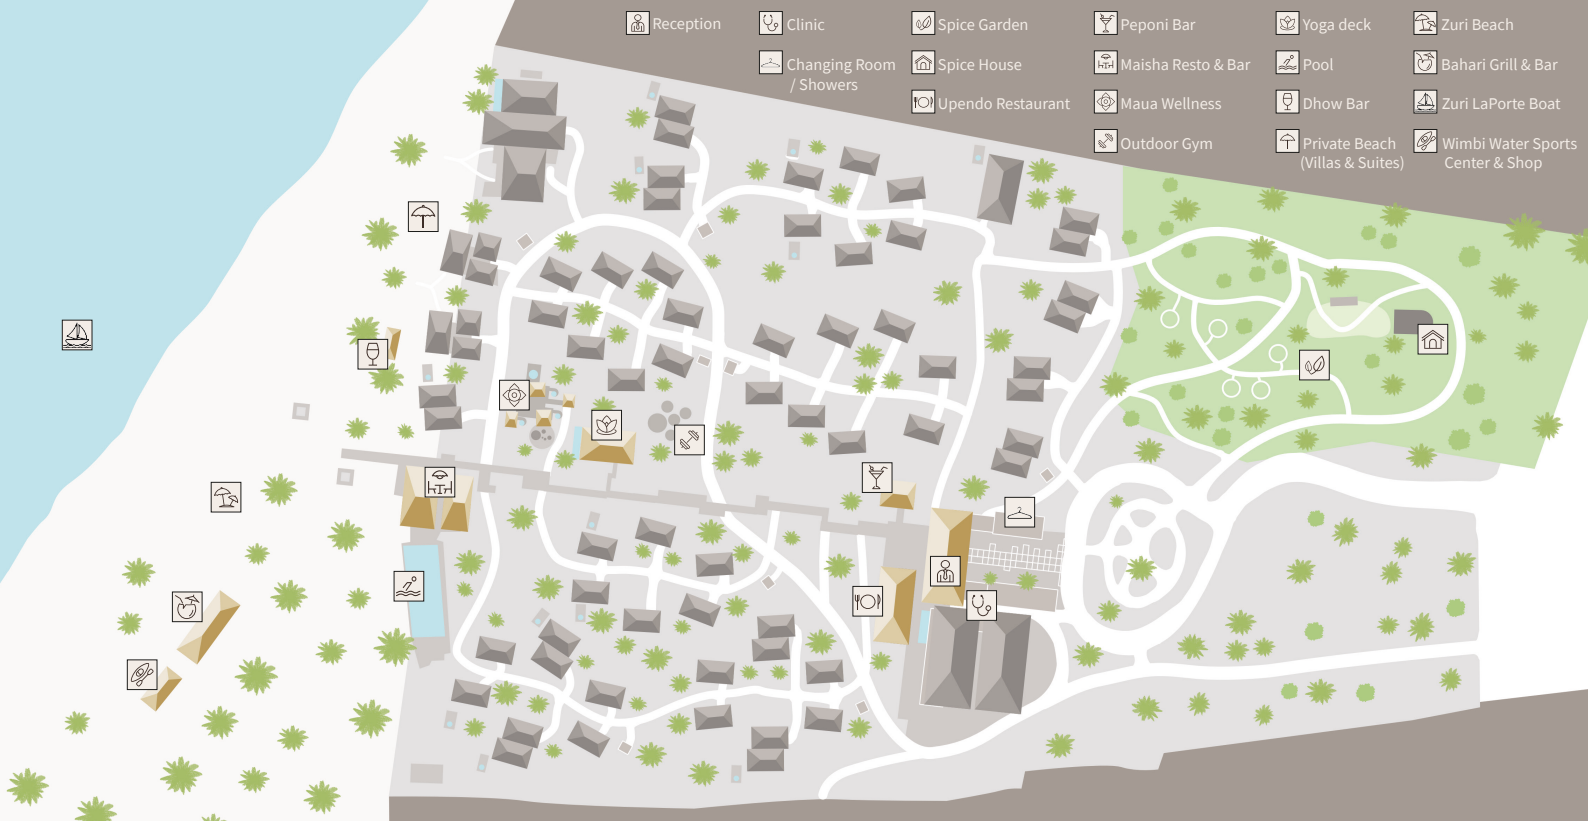 Reception
Clinic
Changing Room
/ Showers
Spice Garden
Spice House
Upendo Restaurant
Peponi Bar
Maisha Resto & Bar
Maua Wellness
Outdoor Gym
Yoga deck
Pool
Dhow Bar
Private Beach
(Villas & Suites)
Zuri Beach
Bahari Grill & Bar
Zuri LaPorte Boat
Wimbi Water Sports
Center & Shop